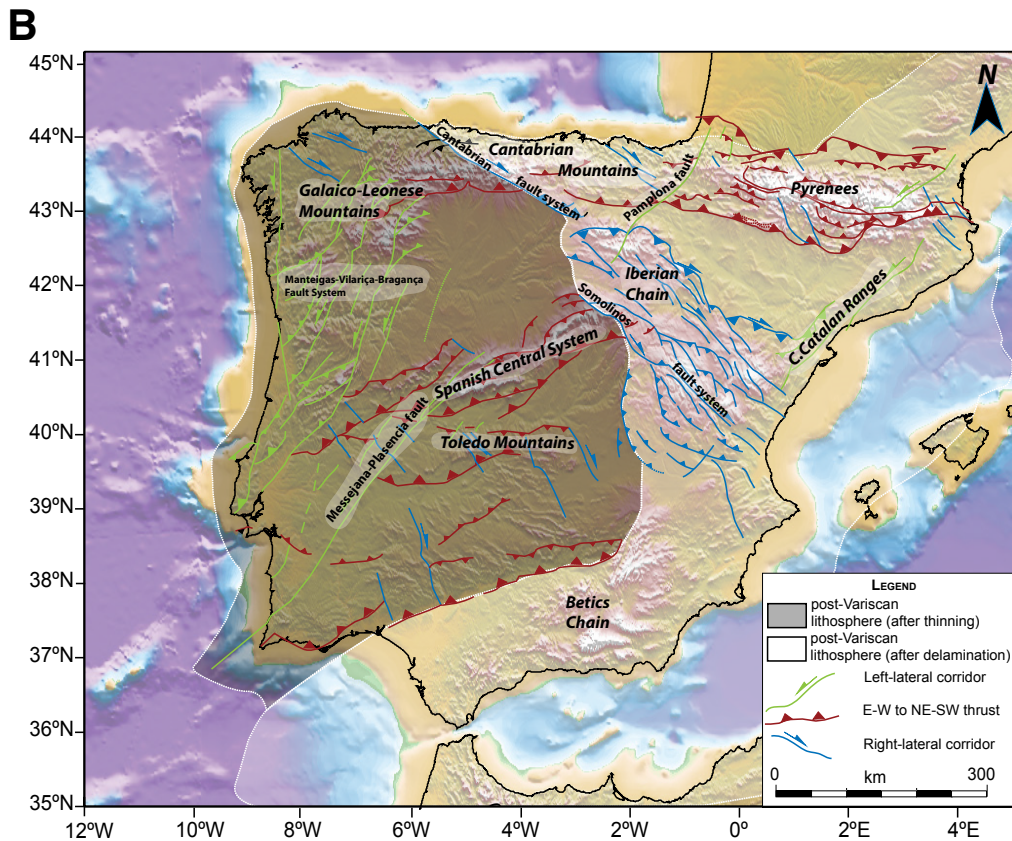 B
45ºN
44ºN
43ºN
42ºN
41ºN
40ºN
39ºN
38ºN
37ºN
36ºN
35ºN
12ºW
10ºW
8ºW
6ºW
4ºW
2ºW
0º
2ºE
4ºE
N
Cantabrian
fault system
Cantabrian
Mountains
Galaico-Leonese
Mountains
Pamplona fault
Pyrenees
Manteigas-Vilariça-Bragança
Fault System
Iberian
Chain
Somolinos
fault system
C.Catalan Ranges
Spanish Central System
Messejana-Plasencia fault
Toledo Mountains
Betics
Chain
Legend
post-Variscan
lithosphere (after thinning)
post-Variscan
lithosphere (after delamination)
Left-lateral corridor
E-W to NE-SW thrust
Right-lateral corridor
0 km 300